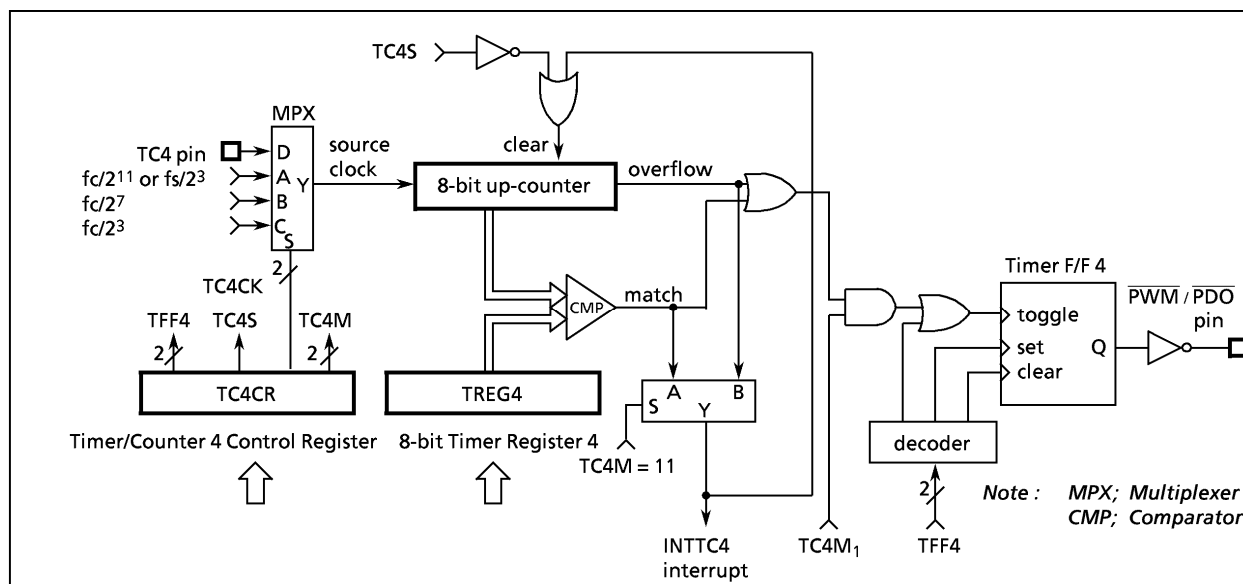 TC4S
MPX
TC4 pin
D
fc/2¹¹ or fs/2³
A
Y
fc/2⁷
B
fc/2³
C
S
source
clock
clear
8-bit up-counter
overflow
2
TC4CK
TFF4
TC4S
TC4M
2
2
TC4CR
Timer/Counter 4 Control Register
CMP
match
TREG4
8-bit Timer Register 4
S
A
Y
B
TC4M = 11
INTTC4
interrupt
TC4M₁
Timer F/F 4
toggle
set
clear
Q
P̅W̅M̅ / P̅D̅O̅
pin
decoder
2
TFF4
Note : MPX; Multiplexer
CMP; Comparator